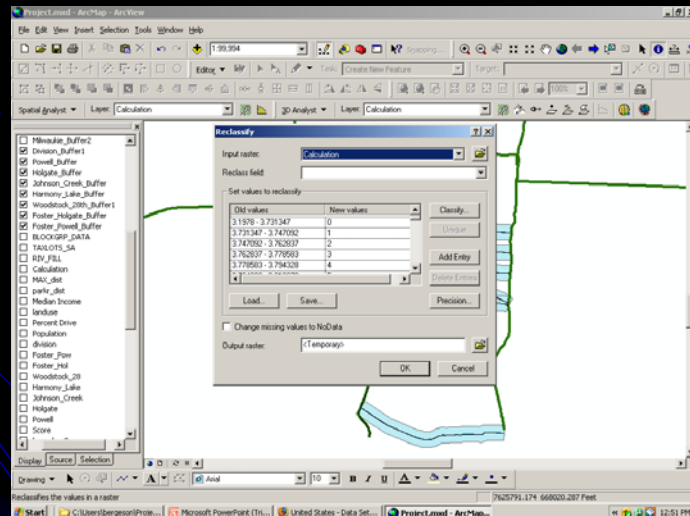 Project.mxd - ArcMap - ArcView
File Edit View Insert Selection Tools Window Help
1:99,994
Snapping...
Editor Task: Create New Feature Target:
100%
Spatial Analyst Layer: Calculation 3D Analyst Layer: Calculation
Milwaukie_Buffer2
Division_Buffer1
Powell_Buffer
Holgate_Buffer
Johnson_Creek_Buffer
Harmony_Lake_Buffer
Woodstock_28th_Buffer1
Foster_Holgate_Buffer
Foster_Powell_Buffer
BLOCKGRP_DATA
TAXLOTS_SA
RIV_FILL
Calculation
MAX_dist
parkr_dist
Median Income
landuse
Percent Drive
Population
division
Foster_Pow
Foster_Hol
Woodstock_28
Harmony_Lake
Johnson_Creek
Holgate
Powell
Score
Display Source Selection
Reclassify
Input raster: Calculation
Reclass field:
Set values to reclassify
Old values New values
3.1978 - 3.731347 0
3.731347 - 3.747092 1
3.747092 - 3.762837 2
3.762837 - 3.778583 3
3.778583 - 3.794328 4
Classify...
Unique
Add Entry
Delete Entries
Load... Save... Precision...
Change missing values to NoData
Output raster: <Temporary>
OK Cancel
Drawing Arial 10 B I U A
Reclassifies the values in a raster 7625791.174 668020.287 Feet
Start C:\Users\bergeson\Proje... Microsoft PowerPoint - [Tri... United States - Data Set... Project.mxd - ArcMap... 12:51 PM